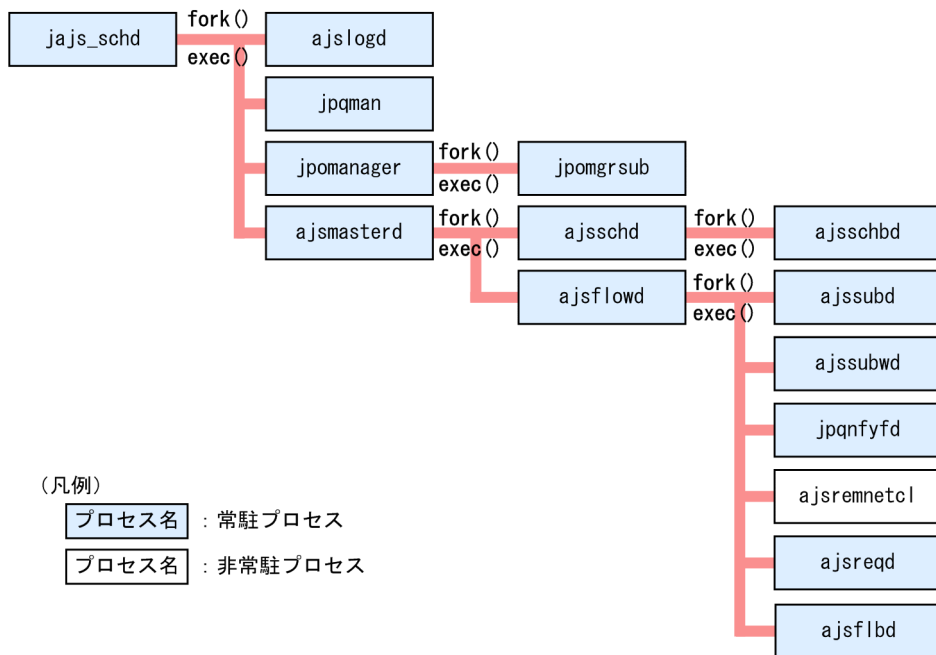 jajs_schd
fork()
exec()
ajslogd
jpqman
jpomanager
fork()
exec()
jpomgrsub
ajsmasterd
fork()
exec()
ajsschd
fork()
exec()
ajsschbd
ajsflowd
fork()
exec()
ajssubd
ajssubwd
jpqnfyfd
ajsremnetcl
ajsreqd
ajsflbd
（凡例）
プロセス名 ：常駐プロセス
プロセス名 ：非常駐プロセス